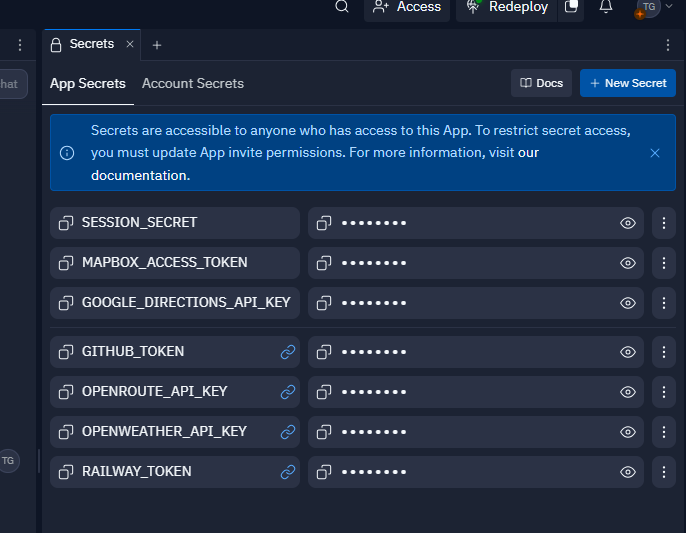 Access
Redeploy
TG
Secrets
hat
App Secrets
Account Secrets
Docs
New Secret
Secrets are accessible to anyone who has access to this App. To restrict secret access,
you must update App invite permissions. For more information, visit our
documentation.
SESSION_SECRET
MAPBOX_ACCESS_TOKEN
GOOGLE_DIRECTIONS_API_KEY
GITHUB_TOKEN
OPENROUTE_API_KEY
OPENWEATHER_API_KEY
TG
RAILWAY_TOKEN